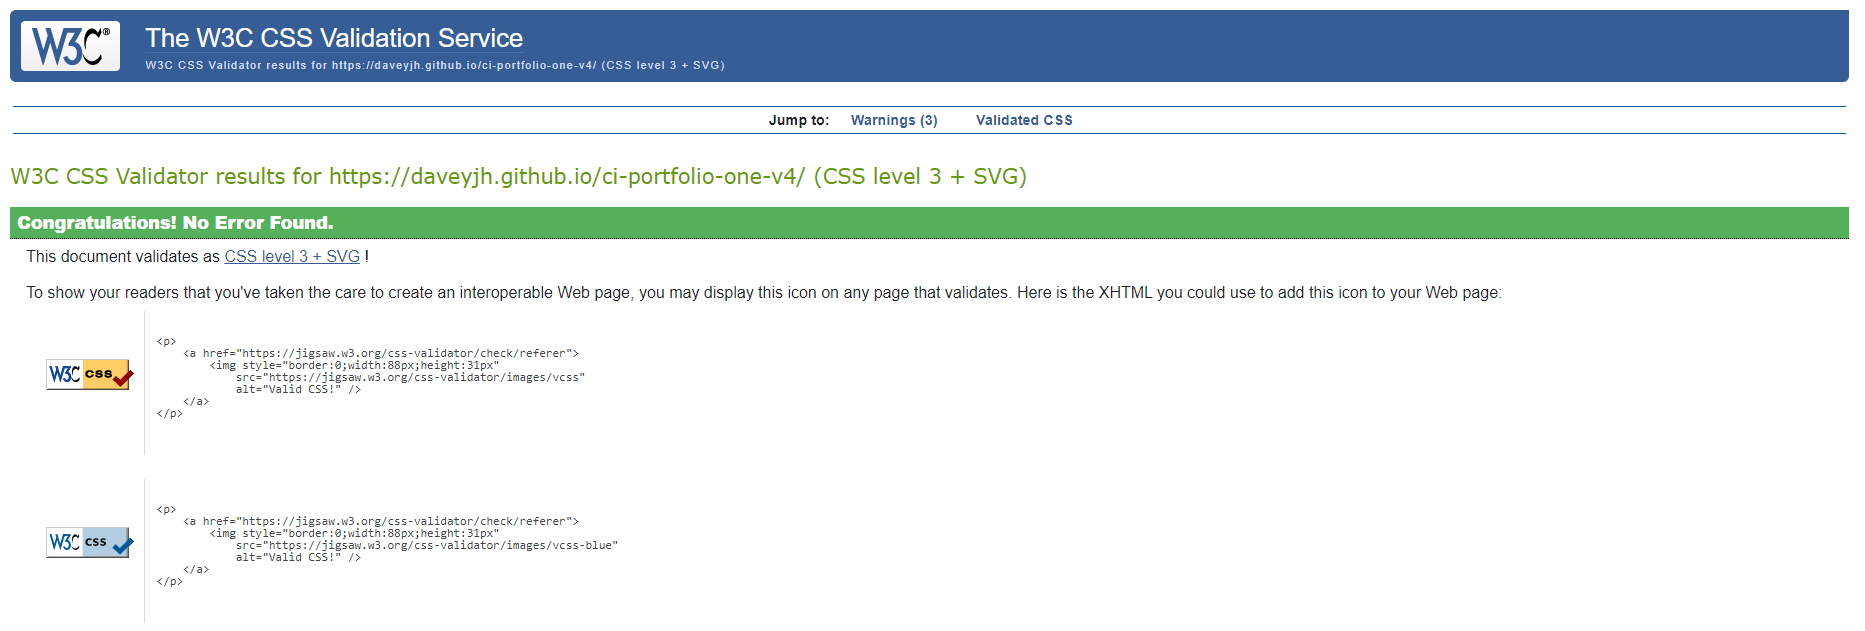 W3C® The W3C CSS Validation Service
W3C CSS Validator results for https://daveyjh.github.io/ci-portfolio-one-v4/ (CSS level 3 + SVG)
Jump to: Warnings (3) Validated CSS
W3C CSS Validator results for https://daveyjh.github.io/ci-portfolio-one-v4/ (CSS level 3 + SVG)
Congratulations! No Error Found.
This document validates as CSS level 3 + SVG !
To show your readers that you've taken the care to create an interoperable Web page, you may display this icon on any page that validates. Here is the XHTML you could use to add this icon to your Web page:
W3C css
<p>
<a href="https://jigsaw.w3.org/css-validator/check/referer">
<img style="border:0;width:88px;height:31px"
src="https://jigsaw.w3.org/css-validator/images/vcss"
alt="Valid CSS!" />
</a>
</p>
W3C css
<p>
<a href="https://jigsaw.w3.org/css-validator/check/referer">
<img style="border:0;width:88px;height:31px"
src="https://jigsaw.w3.org/css-validator/images/vcss-blue"
alt="Valid CSS!" />
</a>
</p>